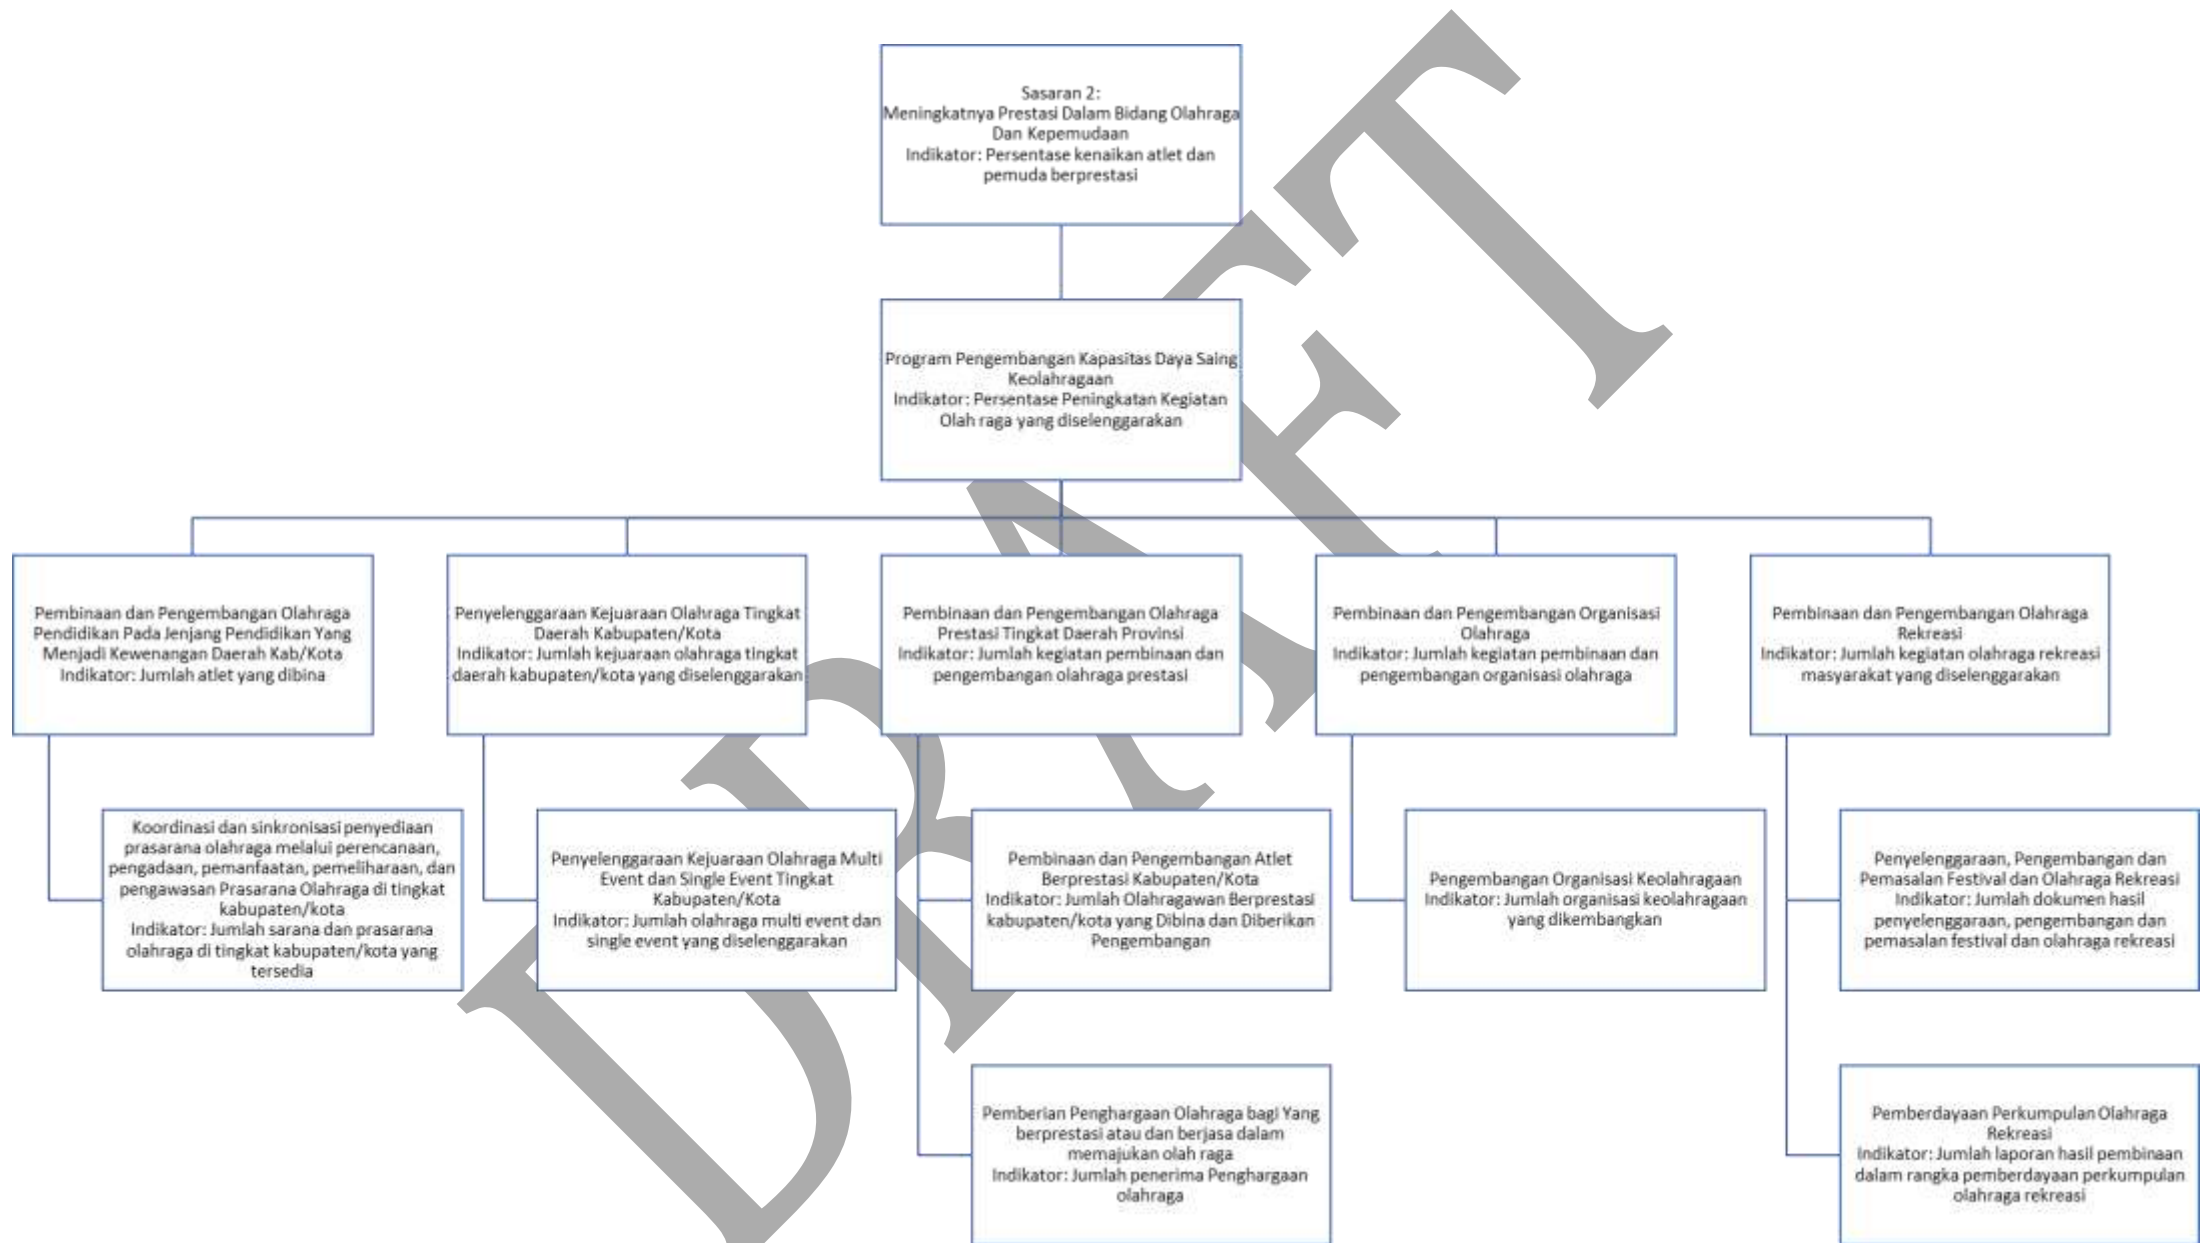 Sasaran 2:
Meningkatnya Prestasi Dalam Bidang Olahraga
Dan Kepemudaan
Indikator: Persentase kenaikan atlet dan
pemuda berprestasi
Program Pengembangan Kapasitas Daya Saing
Keolahragaan
Indikator: Persentase Peningkatan Kegiatan
Olah raga yang diselenggarakan
Pembinaan dan Pengembangan Olahraga
Pendidikan Pada Jenjang Pendidikan Yang
Menjadi Kewenangan Daerah Kab/Kota
Indikator: Jumlah atlet yang dibina
Penyelenggaraan Kejuaraan Olahraga Tingkat
Daerah Kabupaten/Kota
Indikator: Jumlah kejuaraan olahraga tingkat
daerah kabupaten/kota yang diselenggarakan
Pembinaan dan Pengembangan Olahraga
Prestasi Tingkat Daerah Provinsi
Indikator: Jumlah kegiatan pembinaan dan
pengembangan olahraga prestasi
Pembinaan dan Pengembangan Organisasi
Olahraga
Indikator: Jumlah kegiatan pembinaan dan
pengembangan organisasi olahraga
Pembinaan dan Pengembangan Olahraga
Rekreasi
Indikator: Jumlah kegiatan olahraga rekreasi
masyarakat yang diselenggarakan
Koordinasi dan sinkronisasi penyediaan
prasarana olahraga melalui perencanaan,
pengadaan, pemanfaatan, pemeliharaan, dan
pengawasan Prasarana Olahraga di tingkat
kabupaten/kota
Indikator: Jumlah sarana dan prasarana
olahraga di tingkat kabupaten/kota yang
tersedia
Penyelenggaraan Kejuaraan Olahraga Multi
Event dan Single Event Tingkat
Kabupaten/Kota
Indikator: Jumlah olahraga multi event dan
single event yang diselenggarakan
Pembinaan dan Pengembangan Atlet
Berprestasi Kabupaten/Kota
Indikator: Jumlah Olahragawan Berprestasi
kabupaten/kota yang Dibina dan Diberikan
Pengembangan
Pengembangan Organisasi Keolahragaan
Indikator: Jumlah organisasi keolahragaan
yang dikembangkan
Penyelenggaraan, Pengembangan dan
Pemasalan Festival dan Olahraga Rekreasi
Indikator: Jumlah dokumen hasil
penyelenggaraan, pengembangan dan
pemasalan festival dan olahraga rekreasi
Pemberian Penghargaan Olahraga bagi Yang
berprestasi atau dan berjasa dalam
memajukan olah raga
Indikator: Jumlah penerima Penghargaan
olahraga
Pemberdayaan Perkumpulan Olahraga
Rekreasi
Indikator: Jumlah laporan hasil pembinaan
dalam rangka pemberdayaan perkumpulan
olahraga rekreasi
DRAFT